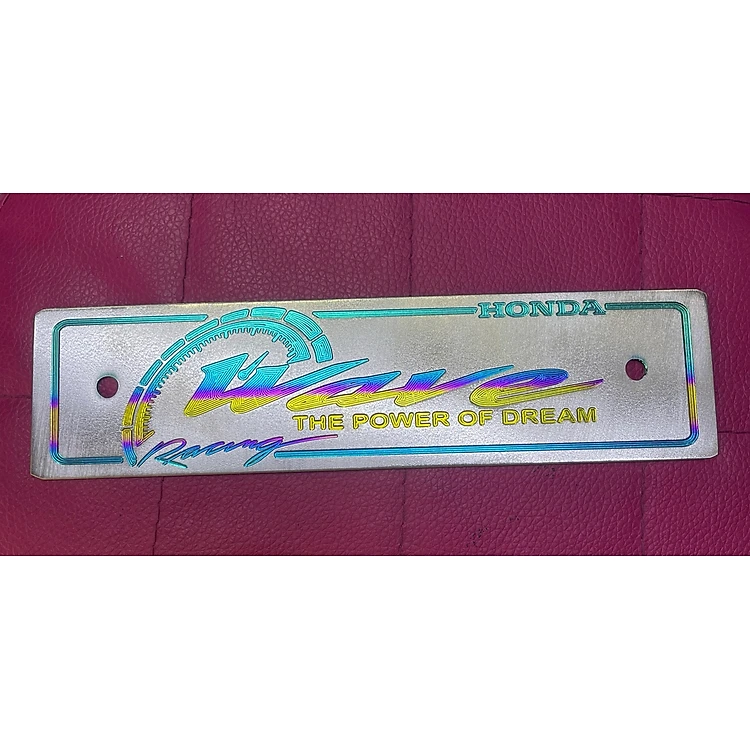 HONDA
Wave
THE POWER OF DREAM
Racing